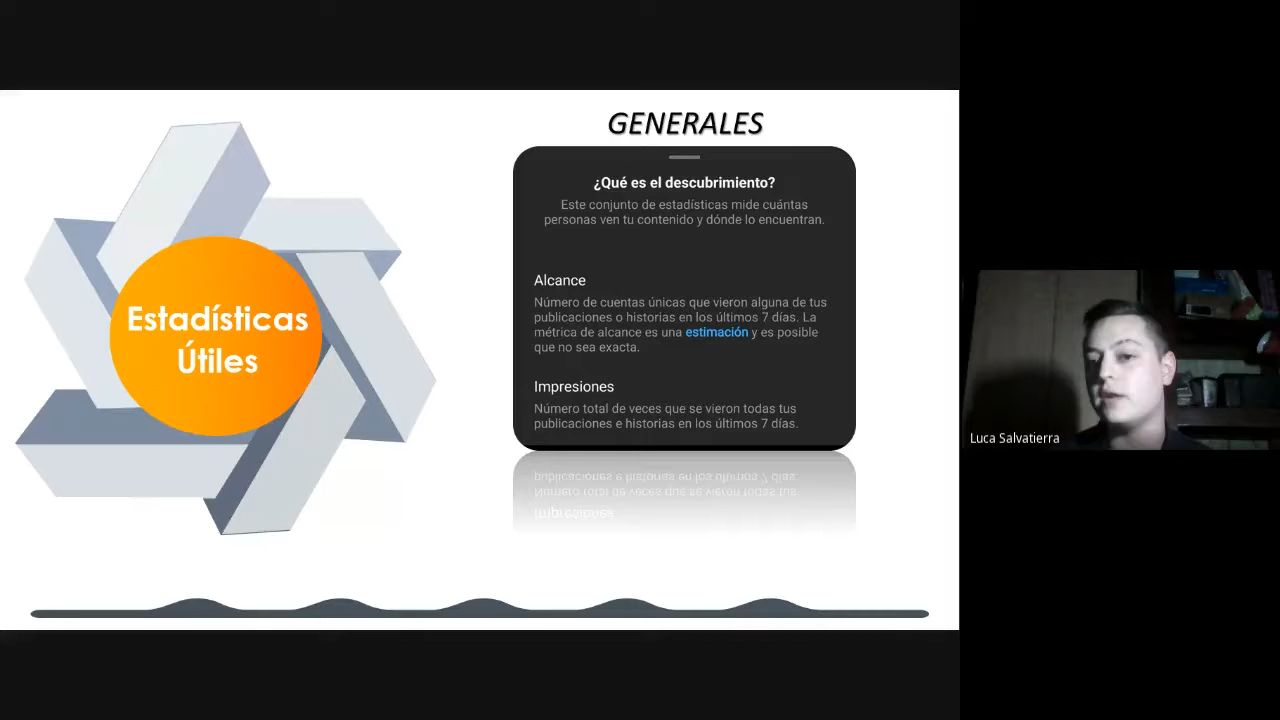 GENERALES
¿Qué es el descubrimiento?
Este conjunto de estadísticas mide cuántas
personas ven tu contenido y dónde lo encuentran.
Alcance
Número de cuentas únicas que vieron alguna de tus
publicaciones o historias en los últimos 7 días. La
métrica de alcance es una estimación y es posible
que no sea exacta.
Impresiones
Número total de veces que se vieron todas tus
publicaciones e historias en los últimos 7 días.
Estadísticas
Útiles
Luca Salvatierra